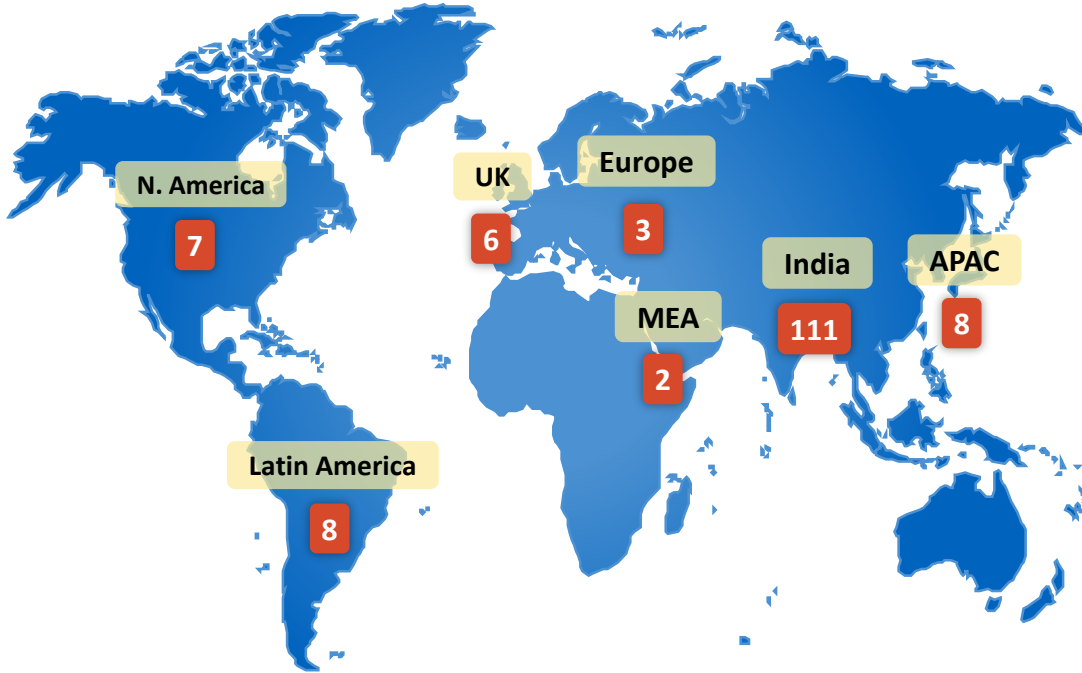 N. America
7
UK
6
Europe
3
India
111
APAC
8
MEA
2
Latin America
8